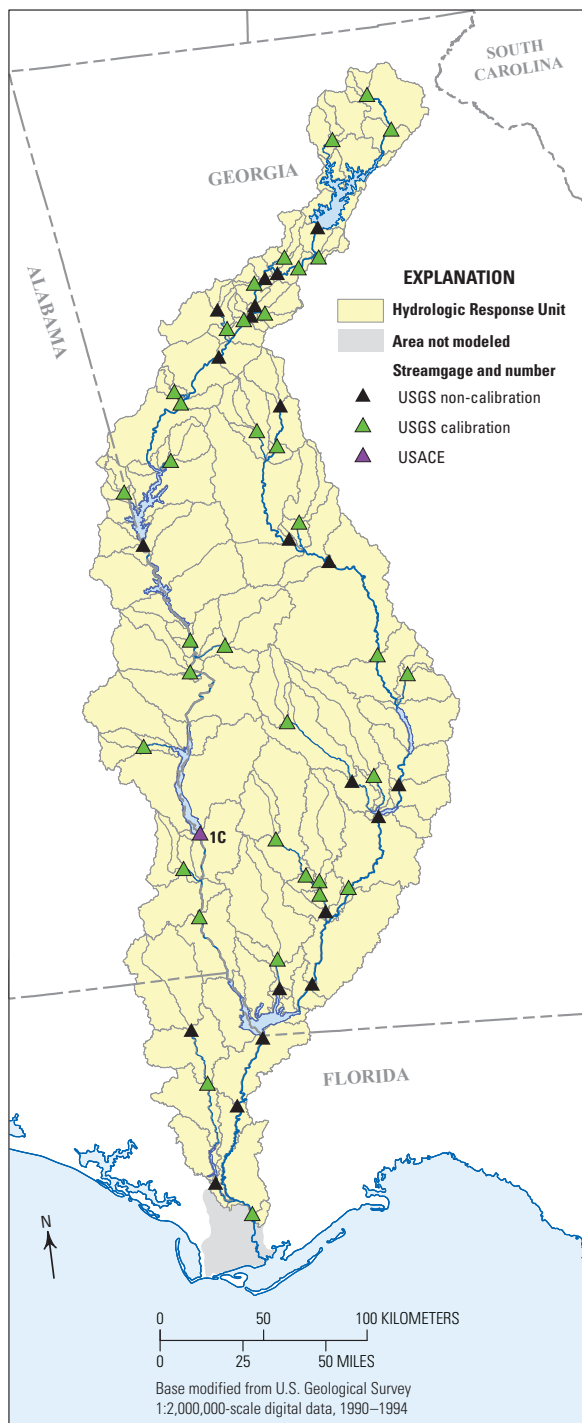 SOUTH
CAROLINA
GEORGIA
ALABAMA
EXPLANATION
Hydrologic Response Unit
Area not modeled
Streamgage and number
USGS non-calibration
USGS calibration
USACE
1C
FLORIDA
N
0 50 100 KILOMETERS
0 25 50 MILES
Base modified from U.S. Geological Survey
1:2,000,000-scale digital data, 1990–1994